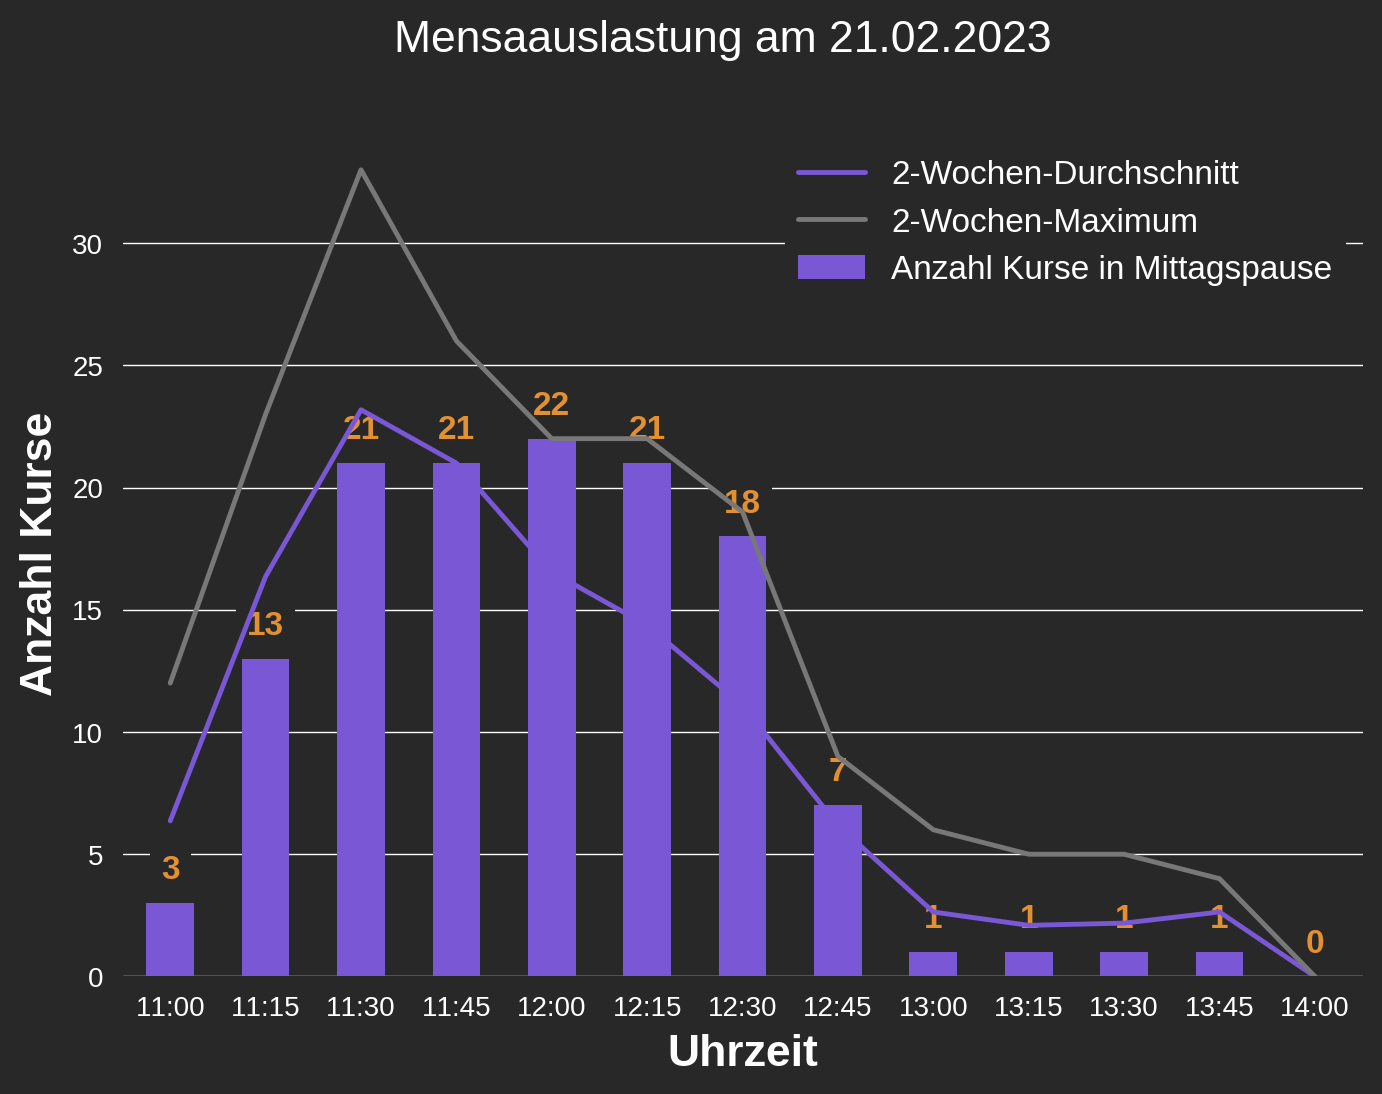 Mensaauslastung am 21.02.2023
2-Wochen-Durchschnitt
2-Wochen-Maximum
Anzahl Kurse in Mittagspause
Anzahl Kurse
30
25
20
15
10
5
0
3
13
21
21
22
21
18
7
1
1
1
1
0
11:00 11:15 11:30 11:45 12:00 12:15 12:30 12:45 13:00 13:15 13:30 13:45 14:00
Uhrzeit